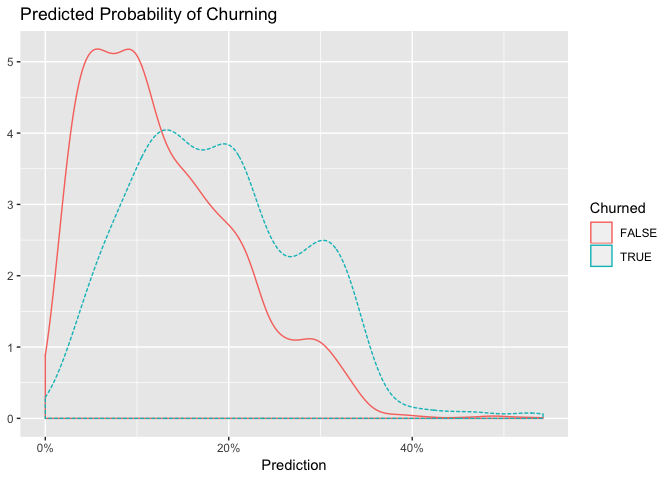 Predicted Probability of Churning
5
4
3
2
1
0
0% 20% 40%
Prediction
Churned
FALSE
TRUE